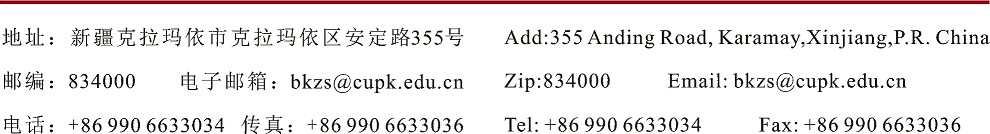 地址：新疆克拉玛依市克拉玛依区安定路355号
邮编：834000 电子邮箱：bkzs@cupk.edu.cn
电话：+86 990 6633034 传真：+86 990 6633036
Add:355 Anding Road, Karamay,Xinjiang,P.R. China
Zip:834000 Email: bkzs@cupk.edu.cn
Tel: +86 990 6633034 Fax: +86 990 6633036